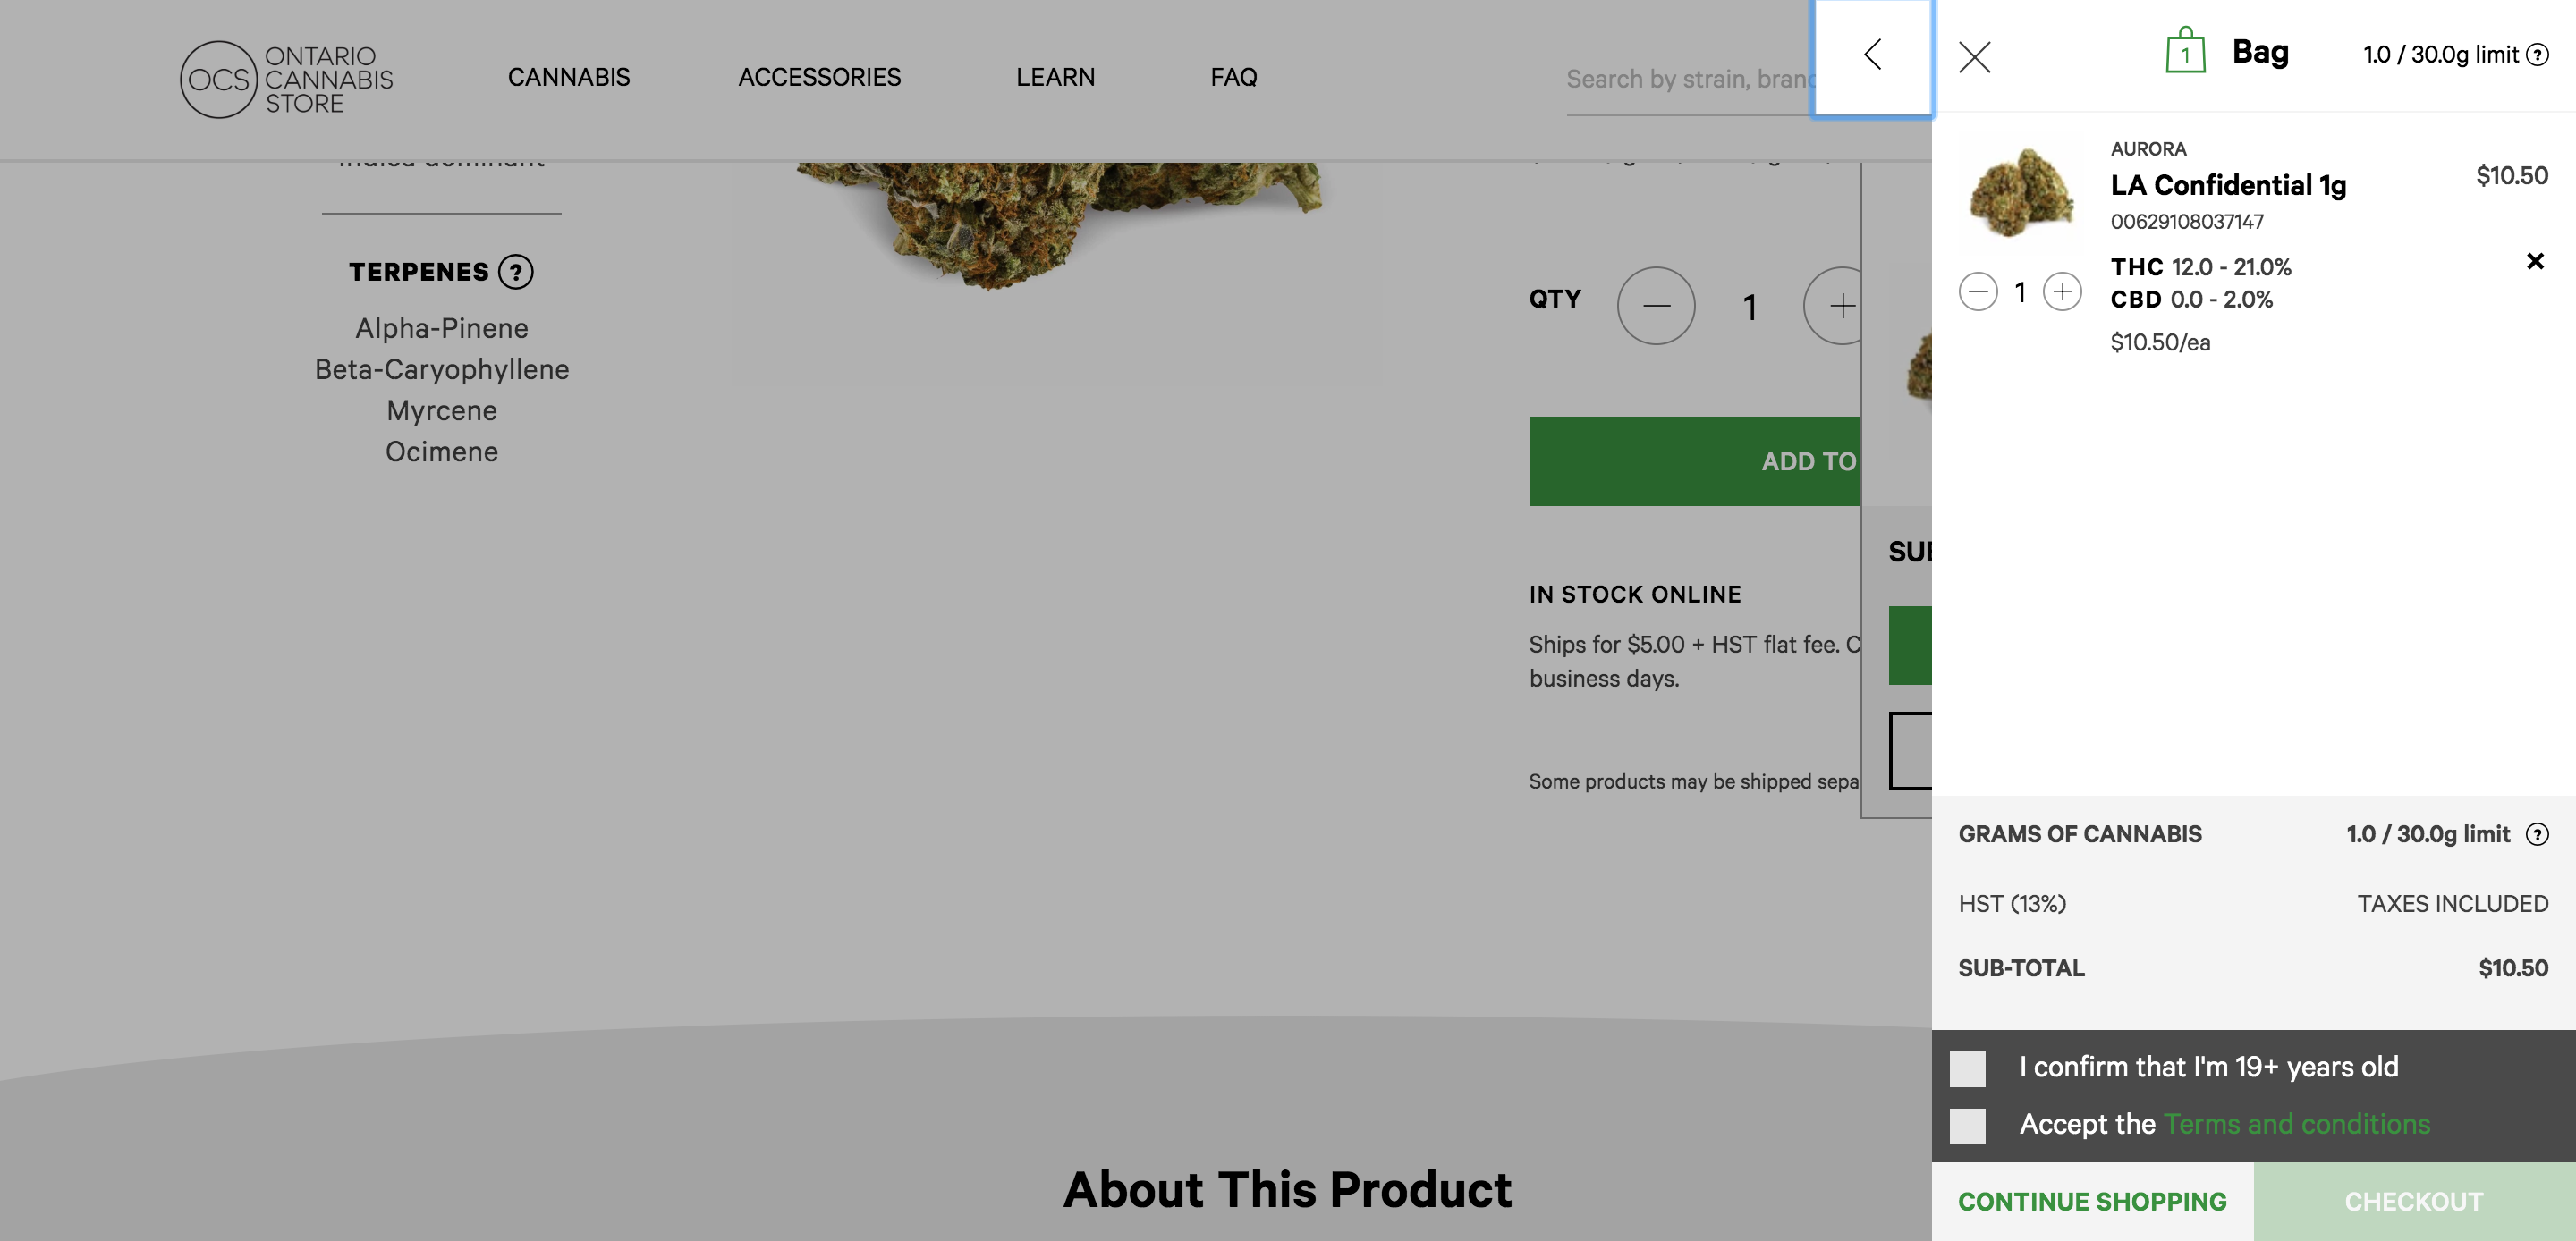 OCS
ONTARIO
CANNABIS
STORE
CANNABIS
ACCESSORIES
LEARN
FAQ
Search by strain,
Indica dominant
TERPENES ?
Alpha-Pinene
Beta-Caryophyllene
Myrcene
Ocimene
QTY
1
ADD TO
IN STOCK ONLINE
Ships for $5.00 + HST flat fee.
business days.
Some products may be shipped
About This Product
1
Bag
1.0 / 30.0g limit ?
AURORA
LA Confidential 1g
00629108037147
$10.50
THC 12.0 - 21.0%
CBD 0.0 - 2.0%
1
$10.50/ea
GRAMS OF CANNABIS 1.0 / 30.0g limit ?
HST (13%) TAXES INCLUDED
SUB-TOTAL $10.50
I confirm that I'm 19+ years old
Accept the Terms and conditions
CONTINUE SHOPPING
CHECKOUT